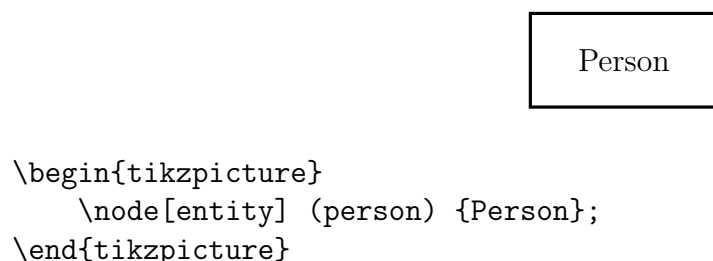 Person
\begin{tikzpicture}
    \node[entity] (person) {Person};
\end{tikzpicture}